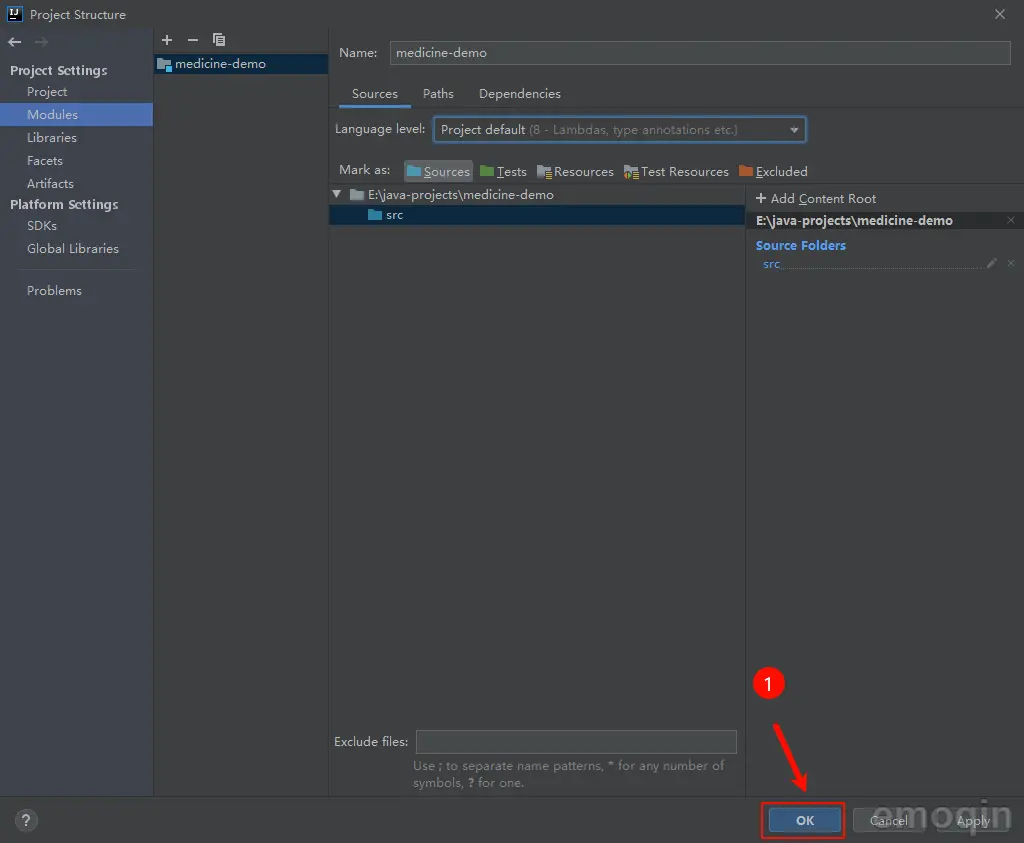 Project Structure
Project Settings
Project
Modules
Libraries
Facets
Artifacts
Platform Settings
SDKs
Global Libraries
Problems
medicine-demo
Name: medicine-demo
Sources Paths Dependencies
Language level: Project default (8 - Lambdas, type annotations etc.)
Mark as: Sources Tests Resources Test Resources Excluded
E:\java-projects\medicine-demo
src
+ Add Content Root
E:\java-projects\medicine-demo
Source Folders
src
Exclude files:
Use ; to separate name patterns, * for any number of
symbols, ? for one.
1
?
OK Cancel Apply
emoqin